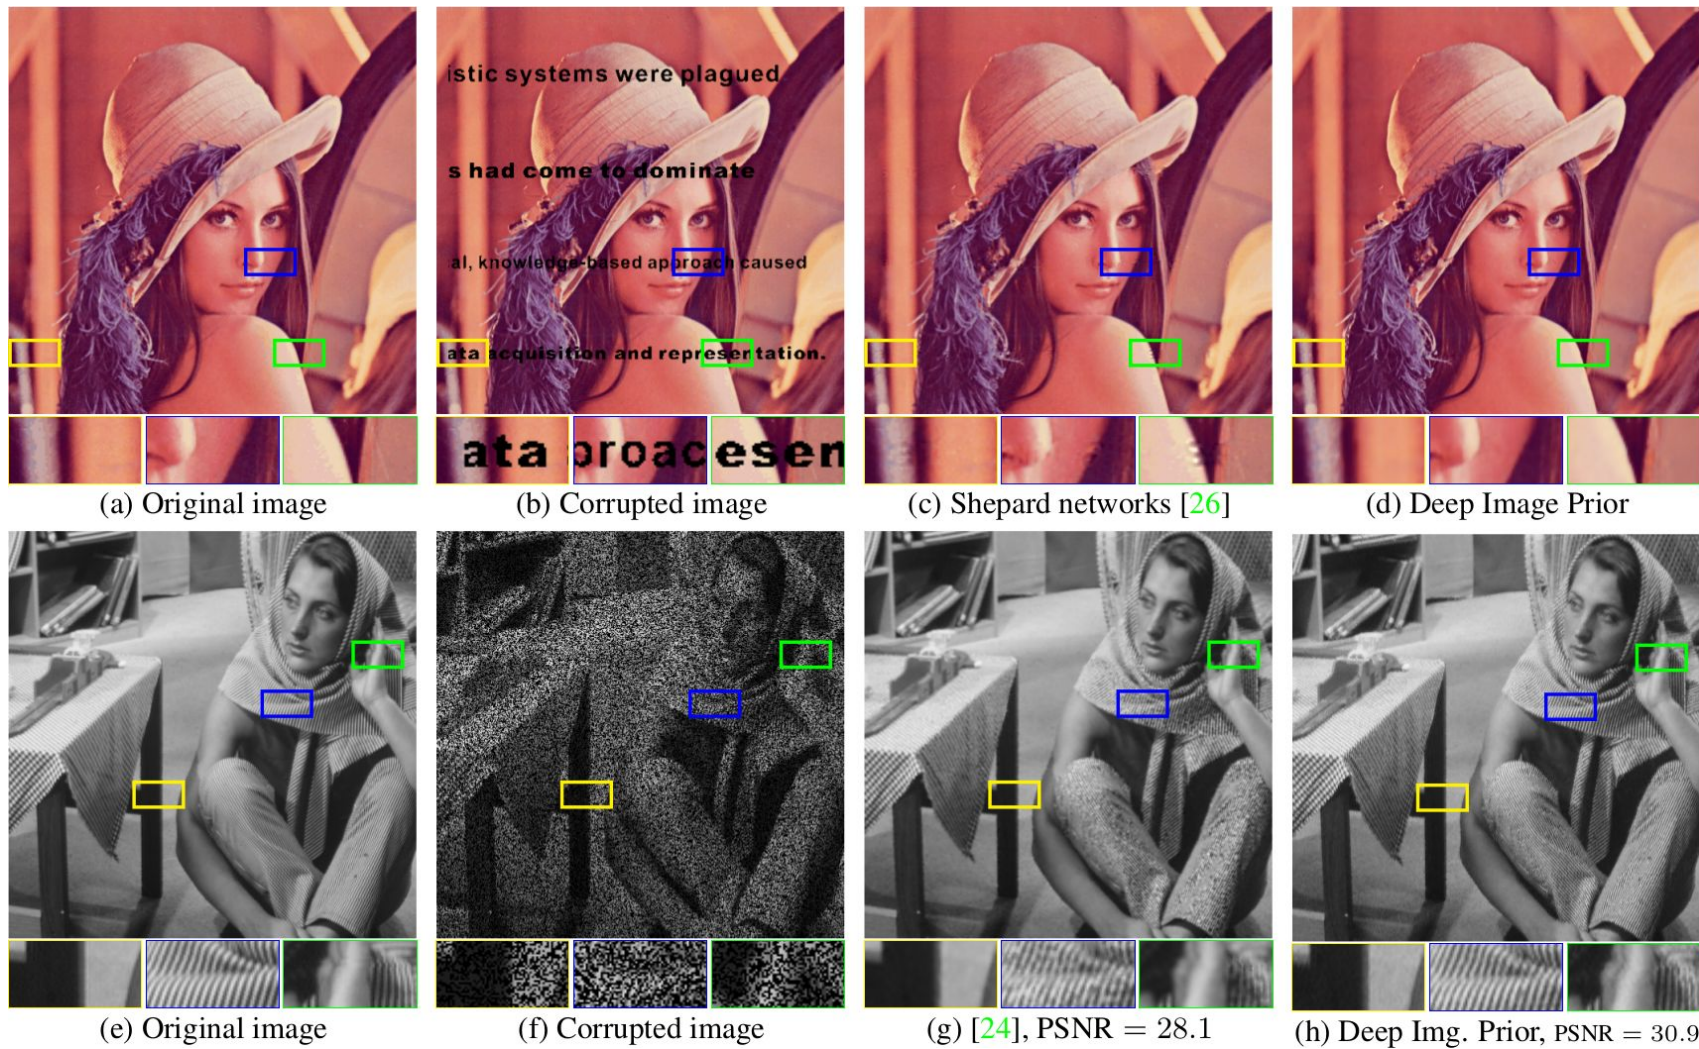 istic systems were plagued
s had come to dominate
al, knowledge-based approach caused
ata acquisition and representation.
ata proac esen
(a) Original image
(b) Corrupted image
(c) Shepard networks [26]
(d) Deep Image Prior
(e) Original image
(f) Corrupted image
(g) [24], PSNR = 28.1
(h) Deep Img. Prior, PSNR = 30.9